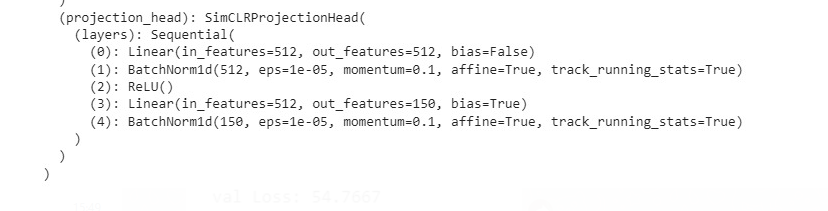 )
(projection_head): SimCLRProjectionHead(
(layers): Sequential(
(0): Linear(in_features=512, out_features=512, bias=False)
(1): BatchNorm1d(512, eps=1e-05, momentum=0.1, affine=True, track_running_stats=True)
(2): ReLU()
(3): Linear(in_features=512, out_features=150, bias=True)
(4): BatchNorm1d(150, eps=1e-05, momentum=0.1, affine=True, track_running_stats=True)
)
)
)
val Loss: 54.7667